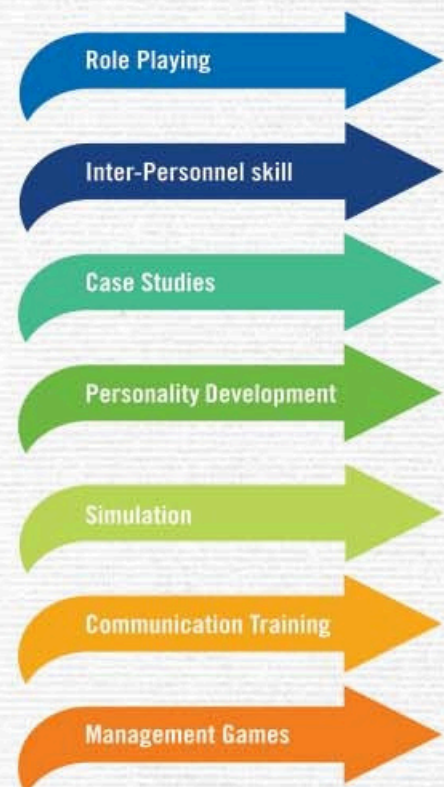 Role Playing
Inter-Personnel skill
Case Studies
Personality Development
Simulation
Communication Training
Management Games